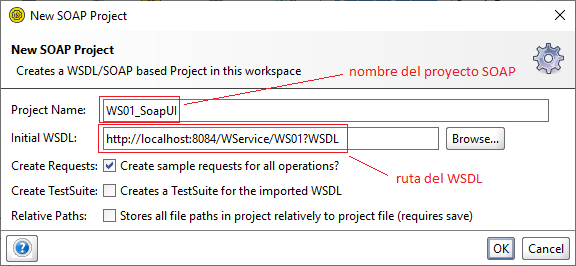 New SOAP Project
New SOAP Project
Creates a WSDL/SOAP based Project in this workspace
nombre del proyecto SOAP
Project Name: WS01_SoapUI
Initial WSDL: http://localhost:8084/WService/WS01?WSDL Browse...
Create Requests: Create sample requests for all operations?
ruta del WSDL
Create TestSuite: Creates a TestSuite for the imported WSDL
Relative Paths: Stores all file paths in project relatively to project file (requires save)
? OK Cancel